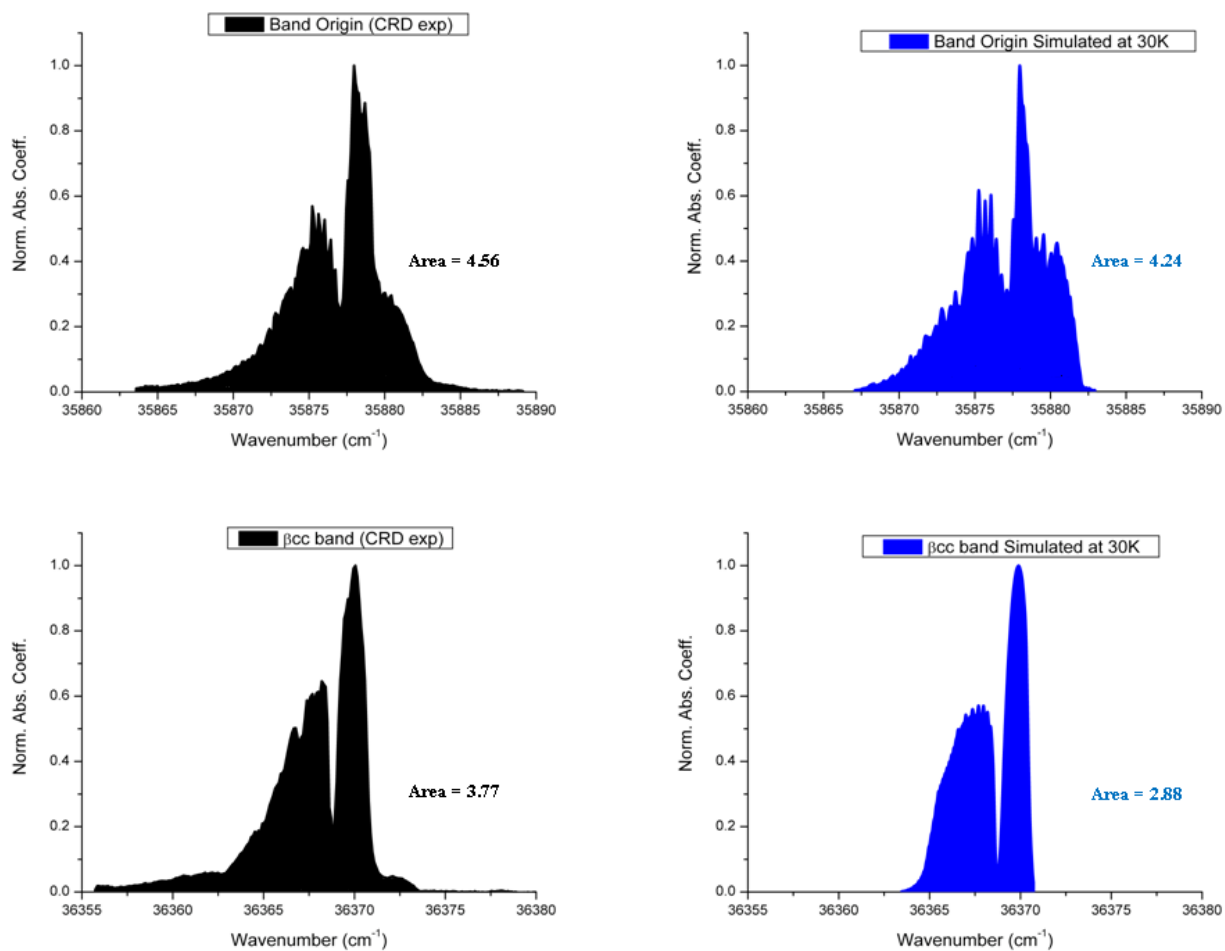 Band Origin (CRD exp)
Norm. Abs. Coeff.
1.0
0.8
0.6
0.4
0.2
0.0
Area = 4.56
35860 35865 35870 35875 35880 35885 35890
Wavenumber (cm-1)
Band Origin Simulated at 30K
Norm. Abs. Coeff.
1.0
0.8
0.6
0.4
0.2
0.0
Area = 4.24
35860 35865 35870 35875 35880 35885 35890
Wavenumber (cm-1)
βcc band (CRD exp)
Norm. Abs. Coeff.
1.0
0.8
0.6
0.4
0.2
0.0
Area = 3.77
36355 36360 36365 36370 36375 36380
Wavenumber (cm-1)
βcc band Simulated at 30K
Norm. Abs. Coeff.
1.0
0.8
0.6
0.4
0.2
0.0
Area = 2.88
36355 36360 36365 36370 36375 36380
Wavenumber (cm-1)